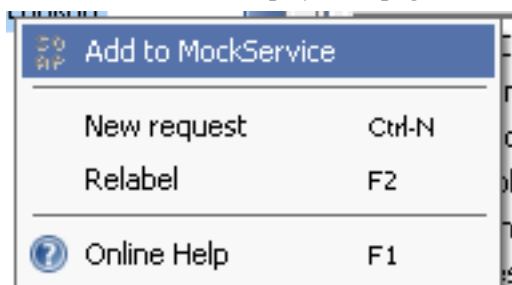 Add to MockService
New request Ctrl-N
Relabel F2
Online Help F1